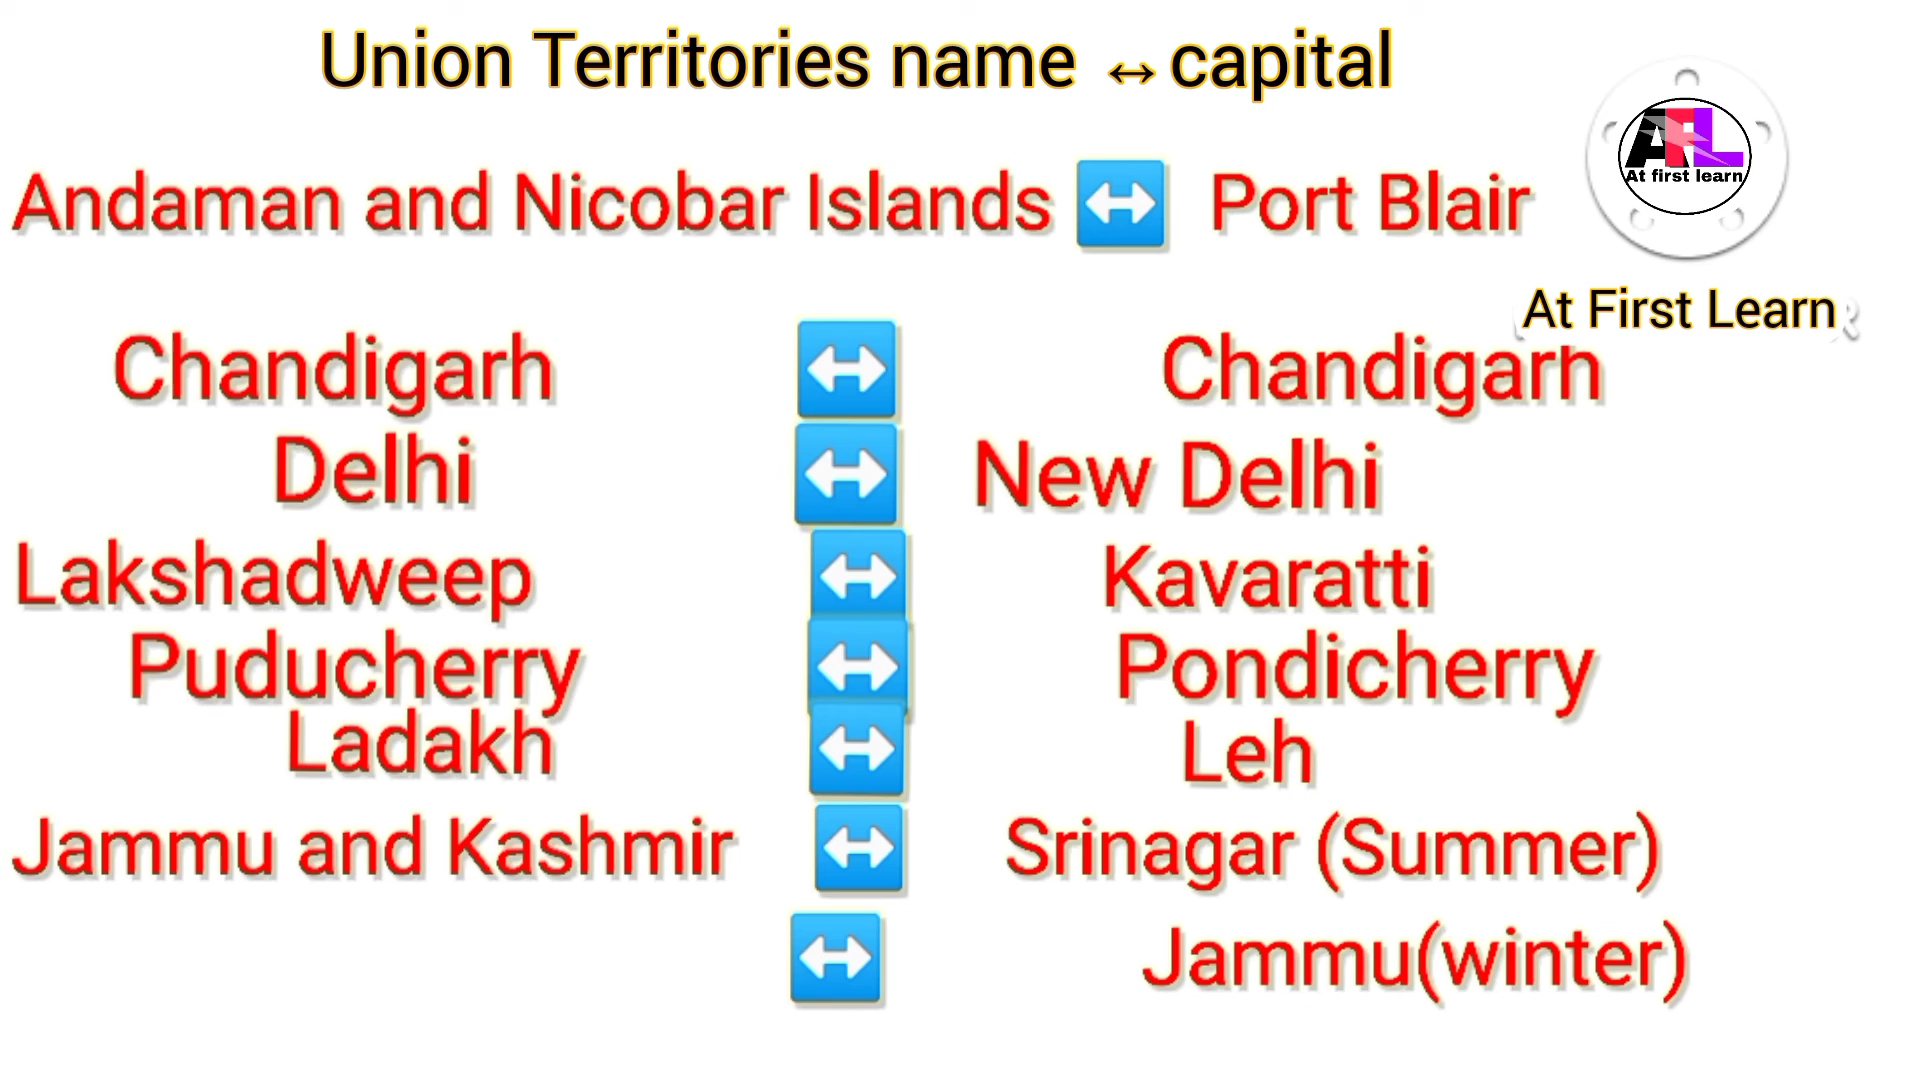 Union Territories name ↔capital
AFL
At first learn
Andaman and Nicobar Islands ↔ Port Blair
At First Learn
Chandigarh ↔ Chandigarh
Delhi ↔ New Delhi
Lakshadweep ↔ Kavaratti
Puducherry ↔ Pondicherry
Ladakh ↔ Leh
Jammu and Kashmir ↔ Srinagar (Summer)
↔ Jammu(winter)